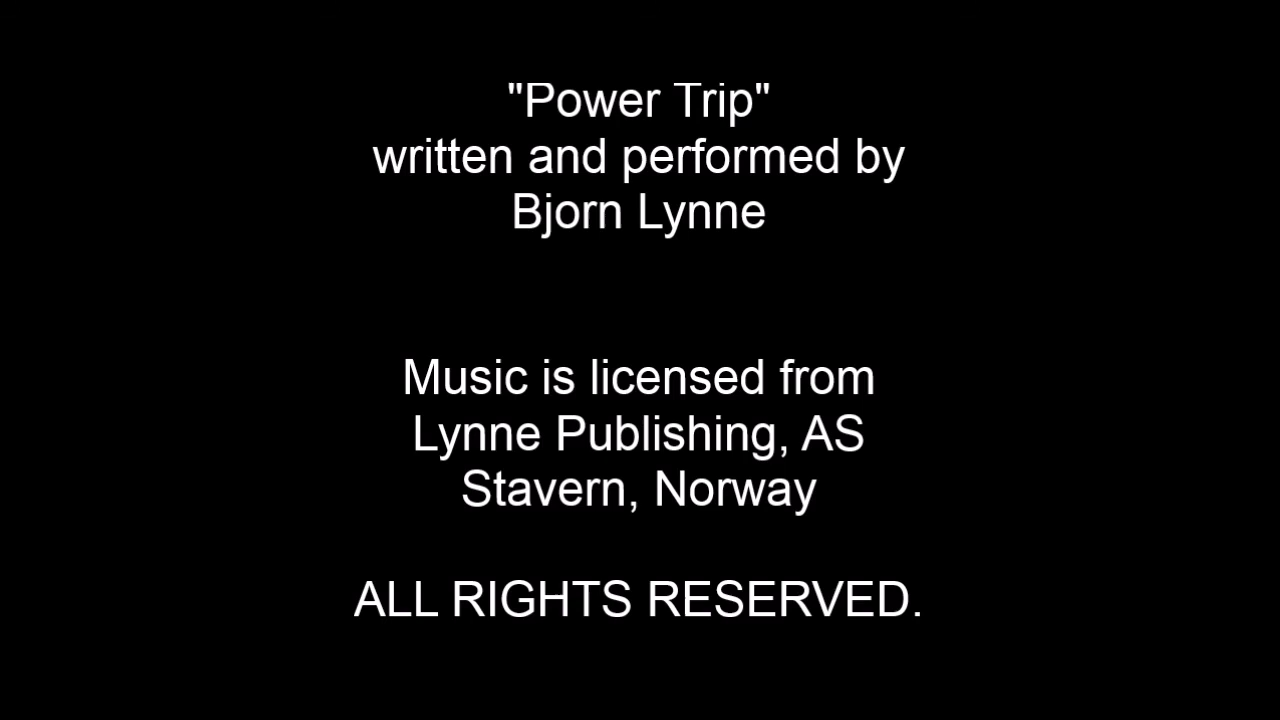 "Power Trip"
written and performed by
Bjorn Lynne
Music is licensed from
Lynne Publishing, AS
Stavern, Norway
ALL RIGHTS RESERVED.